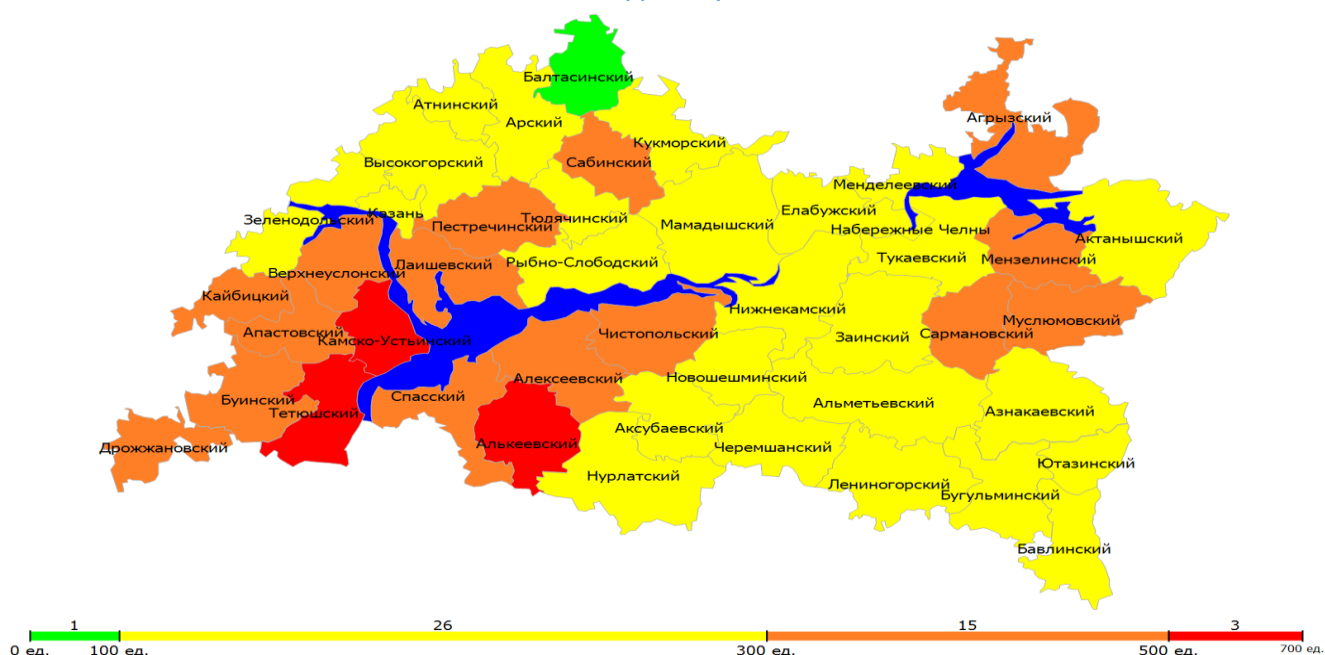 Балтасинский
Атнинский
Агрызский
Арский
Кукморский
Высокогорский
Сабинский
Менделеевский
Зеленодольский
Казань
Тюлячинский
Елабужский
Пестречинский
Мамадышский
Набережные Челны
Актанышский
Рыбно-Слободский
Тукаевский
Мензелинский
Лаишевский
Верхнеуслонский
Кайбицкий
Нижнекамский
Муслюмовский
Апастовский
Чистопольский
Заинский
Сармановский
Камско-Устьинский
Новошешминский
Алексеевский
Спасский
Буинский
Альметьевский
Азнакаевский
Тетюшский
Аксубаевский
Алькеевский
Черемшанский
Дрожжановский
Ютазинский
Нурлатский
Лениногорский
Бугульминский
Бавлинский
1 26 15 3
0 ед. 100 ед. 300 ед. 500 ед. 700 ед.